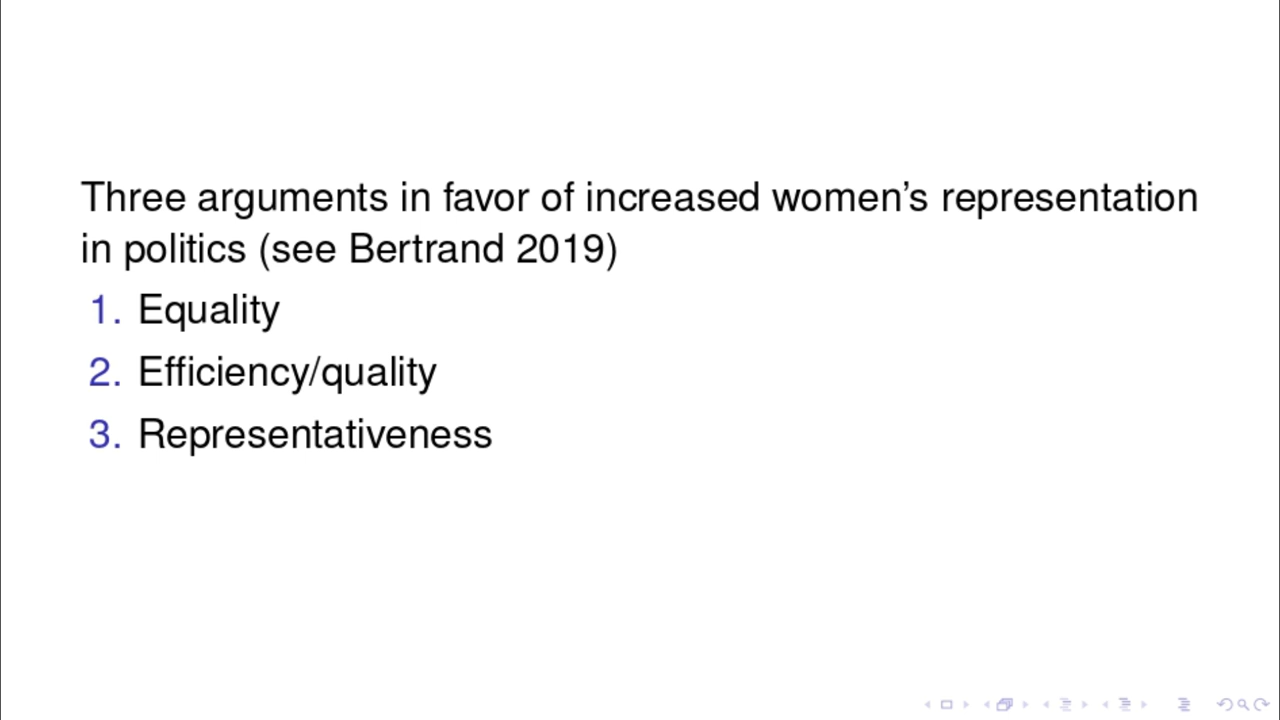 Three arguments in favor of increased women’s representation
in politics (see Bertrand 2019)
1. Equality
2. Efficiency/quality
3. Representativeness